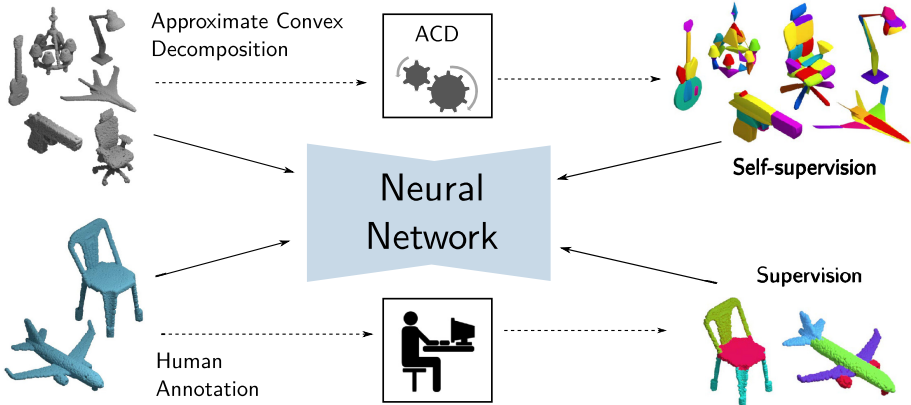 Approximate Convex
Decomposition
ACD
Self-supervision
Neural
Network
Supervision
Human
Annotation